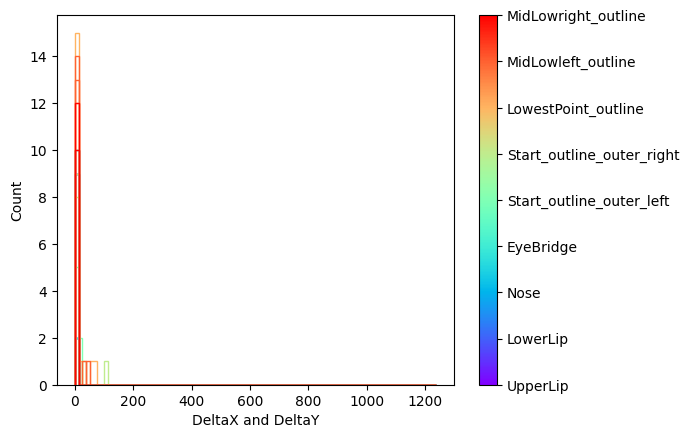 14
12
10
8
6
4
2
0
Count
0 200 400 600 800 1000 1200
DeltaX and DeltaY
MidLowright_outline
MidLowleft_outline
LowestPoint_outline
Start_outline_outer_right
Start_outline_outer_left
EyeBridge
Nose
LowerLip
UpperLip